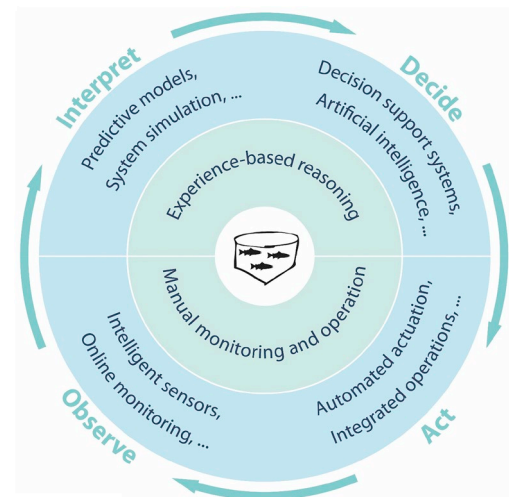 Interpret
Predictive models,
System simulation, ...
Decide
Decision support systems,
Artificial intelligence, ...
Experience-based reasoning
Manual monitoring and operation
Observe
Intelligent sensors,
Online monitoring, ...
Act
Automated actuation,
Integrated operations, ...